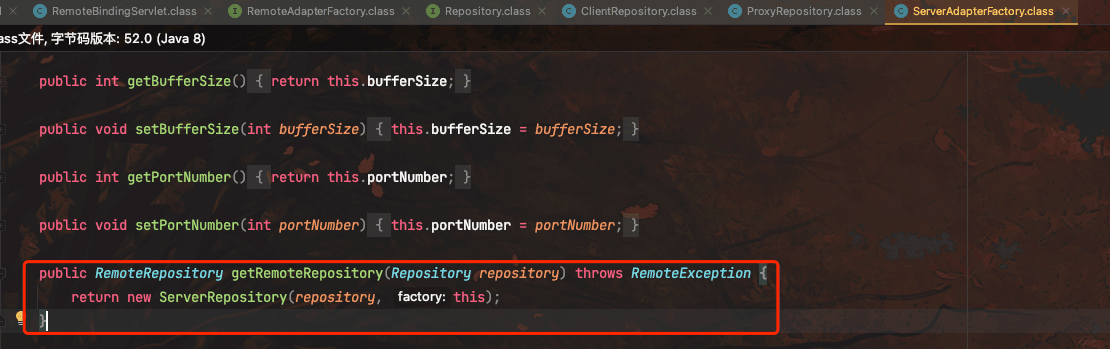 RemoteBindingServlet.class RemoteAdapterFactory.class Repository.class ClientRepository.class ProxyRepository.class ServerAdapterFactory.class
ass文件, 字节码版本: 52.0 (Java 8)
public int getBufferSize() { return this.bufferSize; }
public void setBufferSize(int bufferSize) { this.bufferSize = bufferSize; }
public int getPortNumber() { return this.portNumber; }
public void setPortNumber(int portNumber) { this.portNumber = portNumber; }
public RemoteRepository getRemoteRepository(Repository repository) throws RemoteException {
return new ServerRepository(repository, factory: this);
}